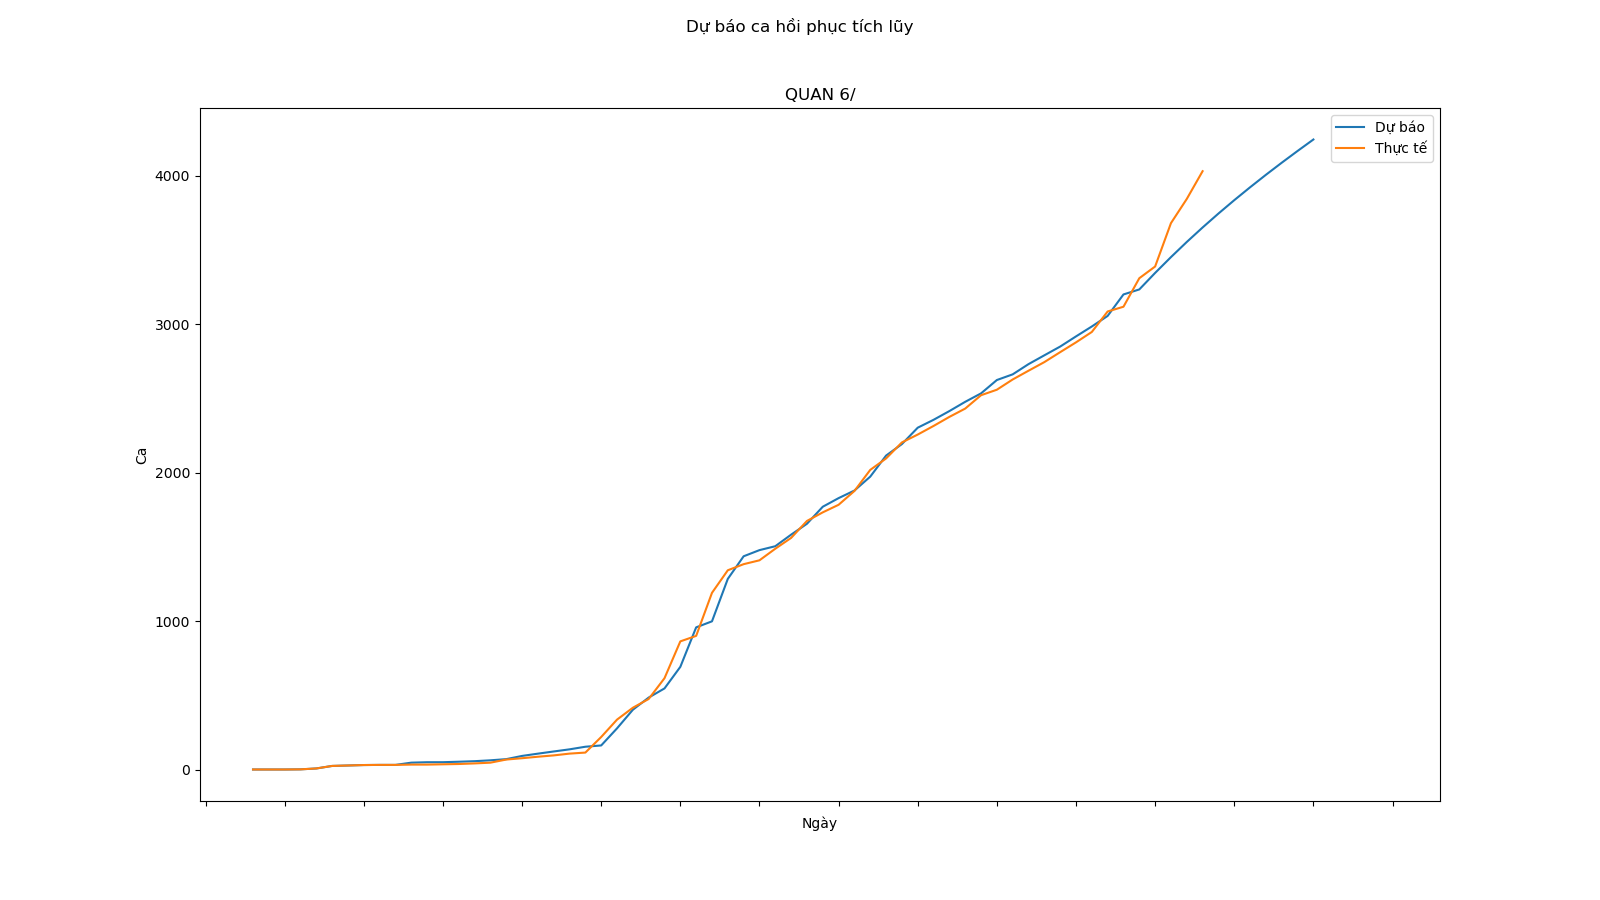 Dự báo ca hồi phục tích lũy
QUAN 6/
Dự báo
Thực tế
4000
3000
2000
1000
0
Ca
Ngày